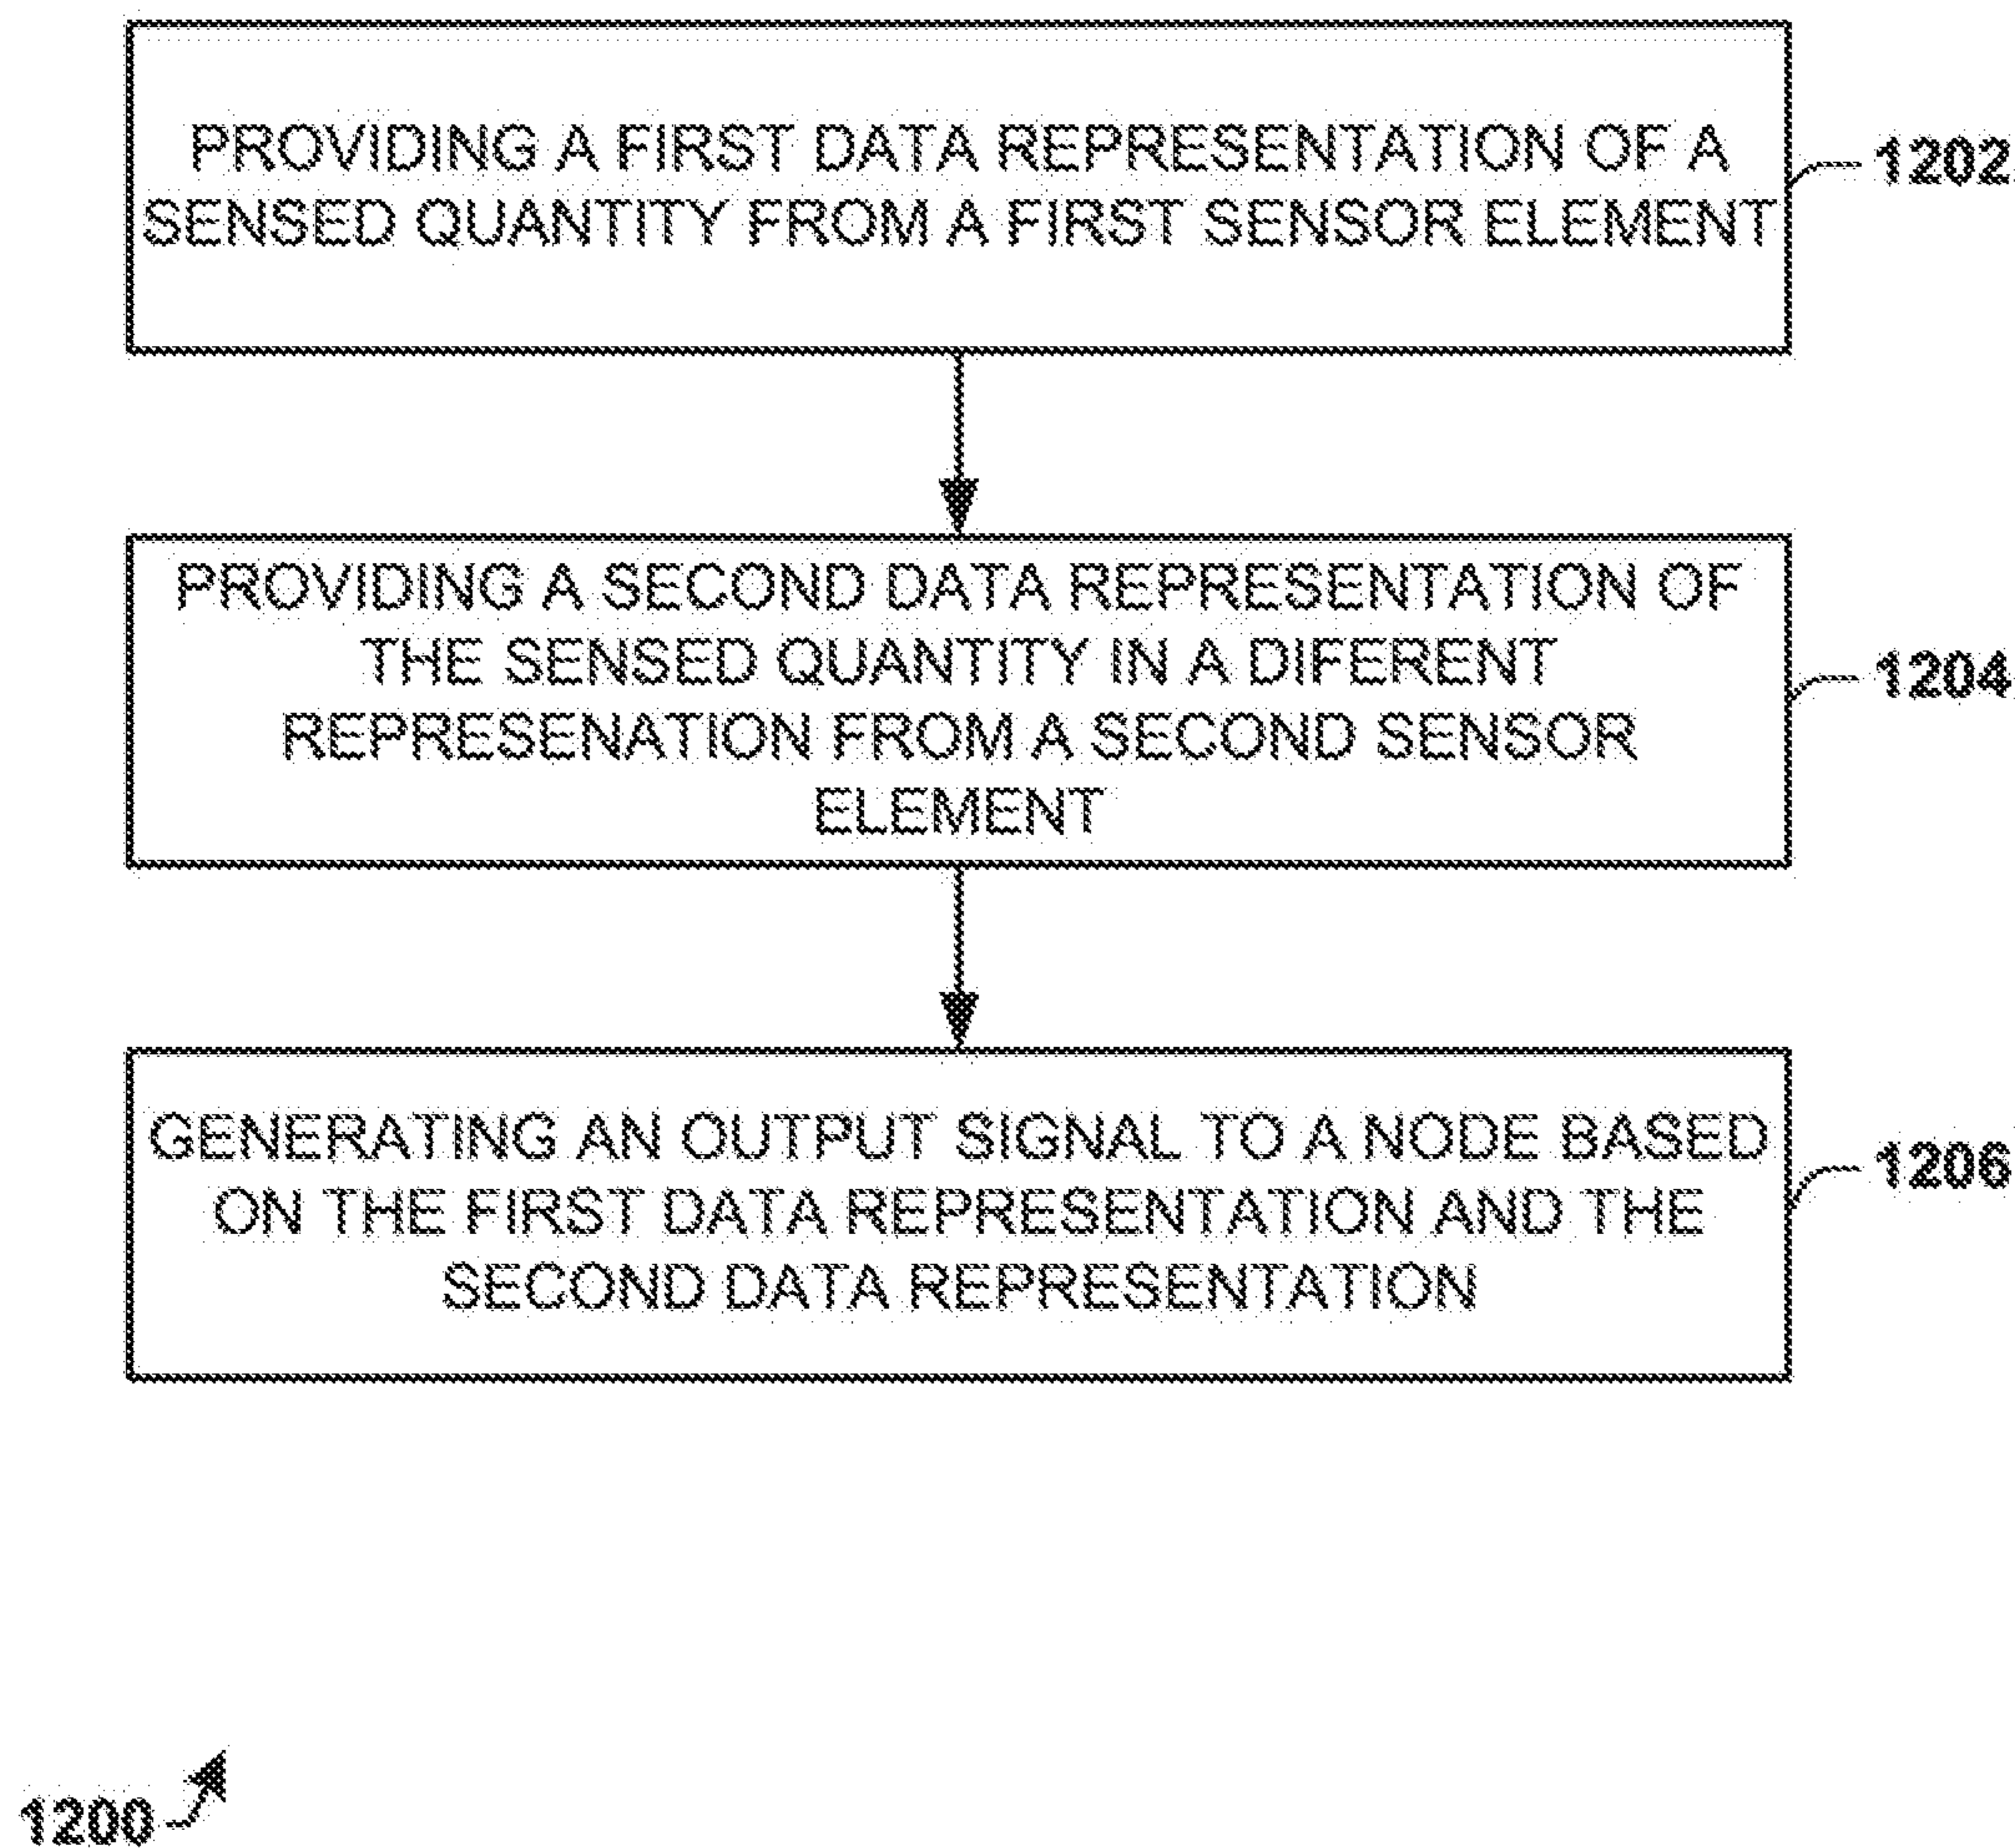 PROVIDING A FIRST DATA REPRESENTATION OF A
SENSED QUANTITY FROM A FIRST SENSOR ELEMENT
1202
PROVIDING A SECOND DATA REPRESENTATION OF
THE SENSED QUANTITY IN A DIFERENT
REPRESENATION FROM A SECOND SENSOR
ELEMENT
1204
GENERATING AN OUTPUT SIGNAL TO A NODE BASED
ON THE FIRST DATA REPRESENTATION AND THE
SECOND DATA REPRESENTATION
1206
1200